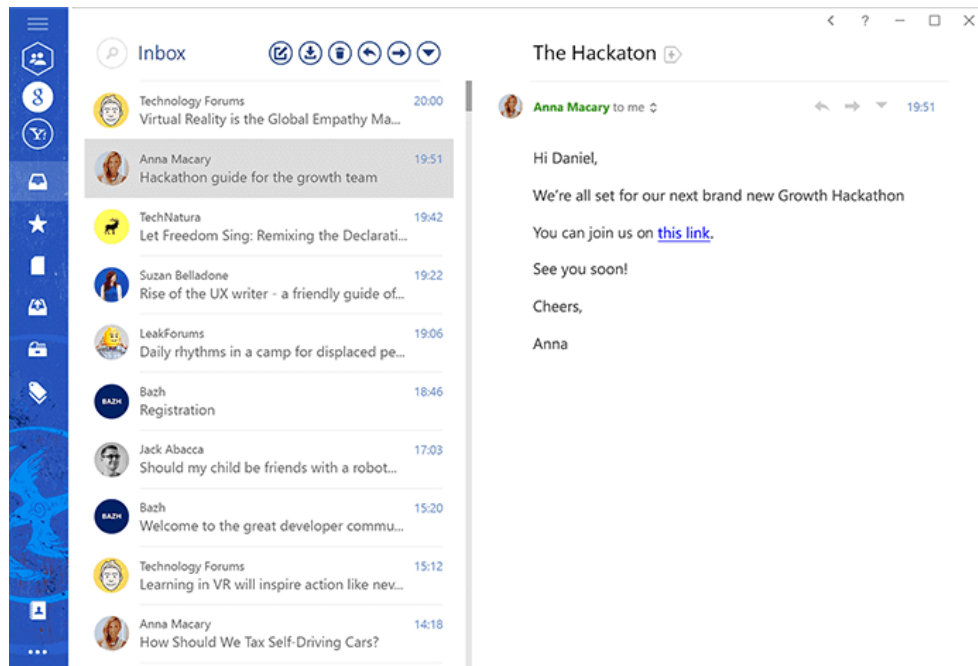 Inbox
Technology Forums 20:00
Virtual Reality is the Global Empathy Ma...
Anna Macary 19:51
Hackathon guide for the growth team
TechNatura 19:42
Let Freedom Sing: Remixing the Declarati...
Suzan Belladone 19:22
Rise of the UX writer - a friendly guide of...
LeakForums 19:06
Daily rhythms in a camp for displaced pe...
BAZH
Bazh 18:46
Registration
Jack Abacca 17:03
Should my child be friends with a robot...
BAZH
Bazh 15:20
Welcome to the great developer commu...
Technology Forums 15:12
Learning in VR will inspire action like nev...
Anna Macary 14:18
How Should We Tax Self-Driving Cars?
The Hackaton
Anna Macary to me 19:51
Hi Daniel,
We're all set for our next brand new Growth Hackathon
You can join us on this link.
See you soon!
Cheers,
Anna